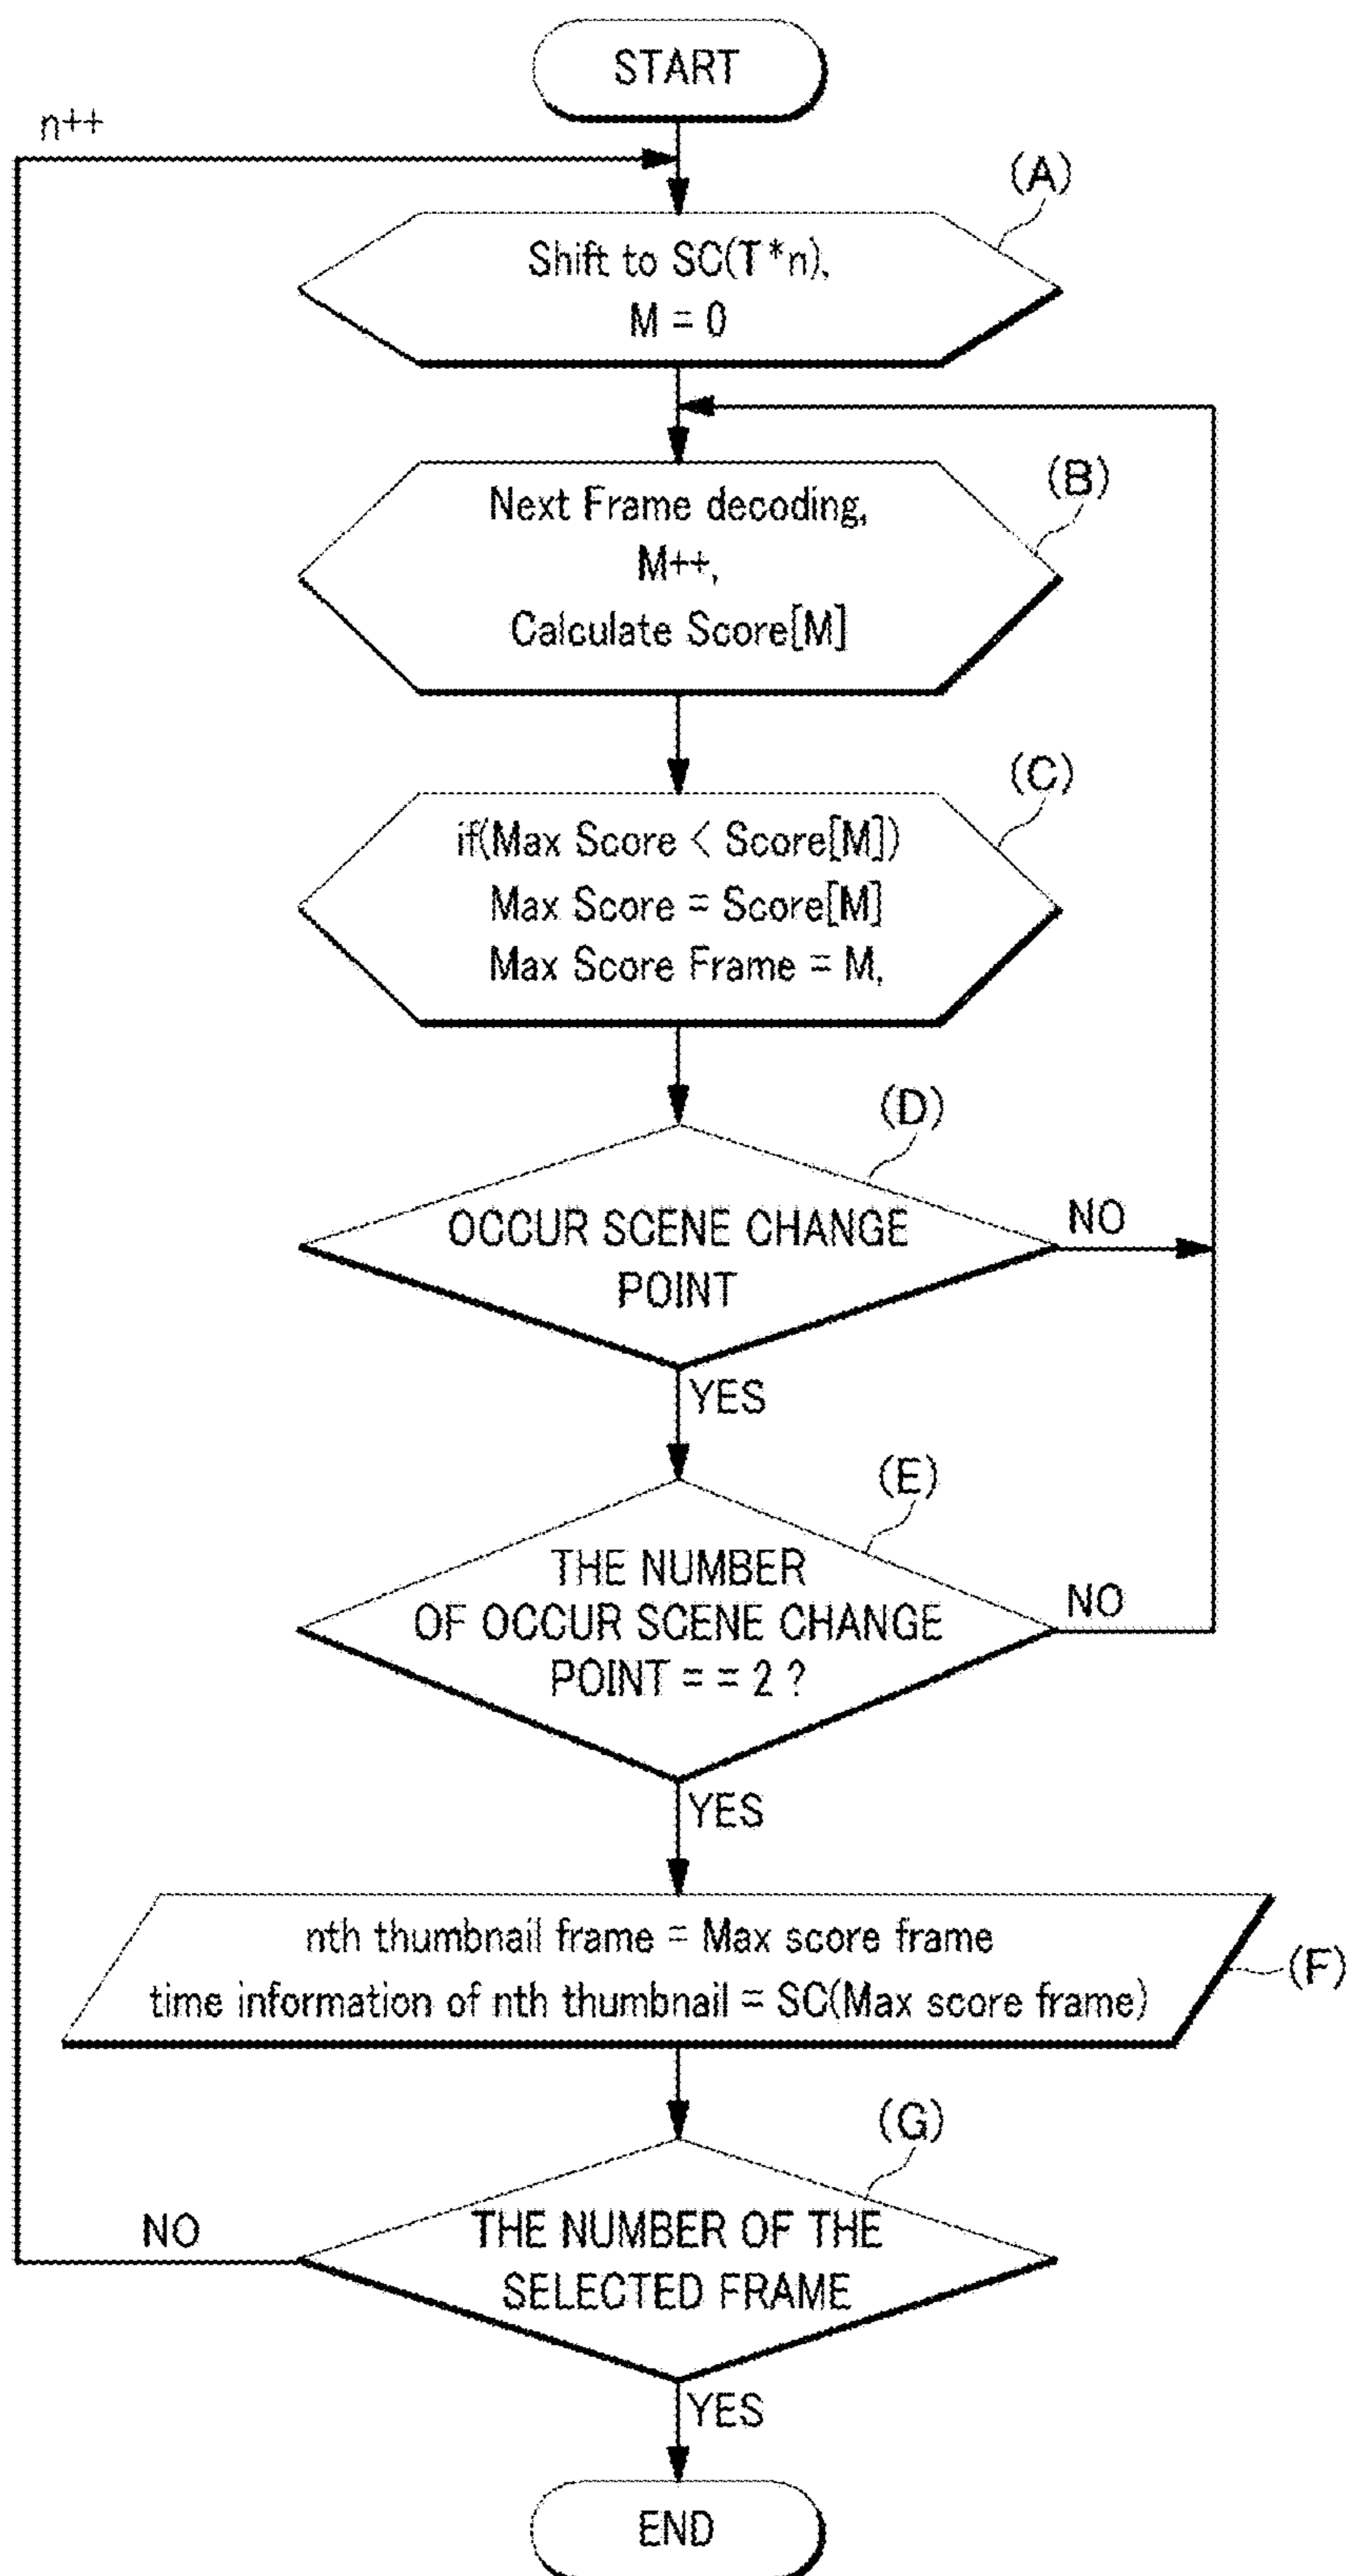 START
n++
(A)
Shift to SC(T*n),
M = 0
(B)
Next Frame decoding,
M++,
Calculate Score[M]
(C)
if(Max Score < Score[M])
Max Score = Score[M]
Max Score Frame = M,
(D)
OCCUR SCENE CHANGE
POINT
NO
YES
(E)
THE NUMBER
OF OCCUR SCENE CHANGE
POINT = = 2 ?
NO
YES
nth thumbnail frame = Max score frame
time information of nth thumbnail = SC(Max score frame)
(F)
(G)
THE NUMBER OF THE
SELECTED FRAME
NO
YES
END